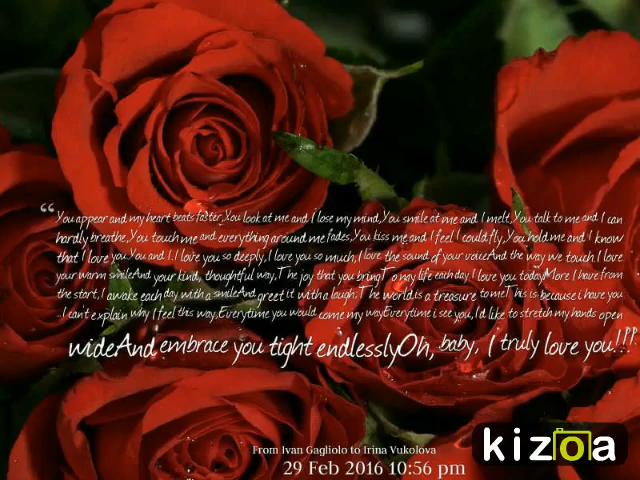 “ You appear and my heart beats faster,You look at me and I lose my mind,You smile at me and I melt,You talk to me and I can
hardly breathe,You touch me and everything around me fades,You kiss me and I feel I could fly,You hold me and I know
that I love you.You and I.I love you so deeply,I love you so much,I love the sound of your voiceAnd the way we touch.I love
your warm smileAnd your kind, thoughtful way,The joy that you bringTo my life each day.I love you todayMore I have from
the start,I awake each day with a smileAnd greet it with a laugh.The world is a treasure to me!This is because i have you
.I can't explain why I feel this way,Everytime you would come my wayEverytime i see you,I'd like to stretch my hands open
wideAnd embrace you tight endlesslyOh, baby, I truly love you!!!"
From Ivan Gagliolo to Irina Vukolova
29 Feb 2016 10:56 pm
kizoa